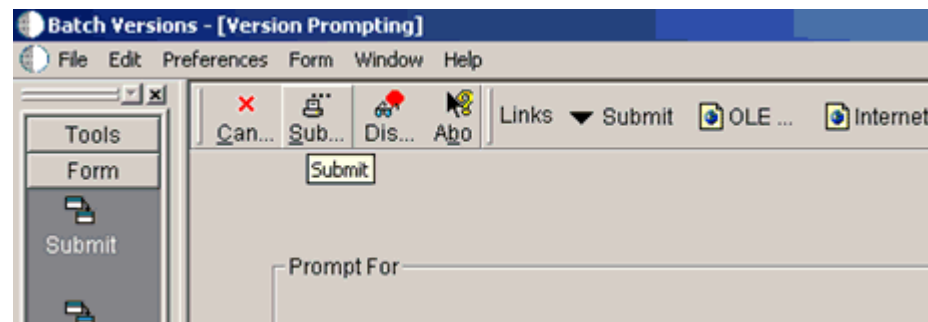 Batch Versions - [Version Prompting]
File Edit Preferences Form Window Help
Can... Sub... Dis... Abo Links Submit OLE ... Internet
Tools
Submit
Form
Submit
Prompt For